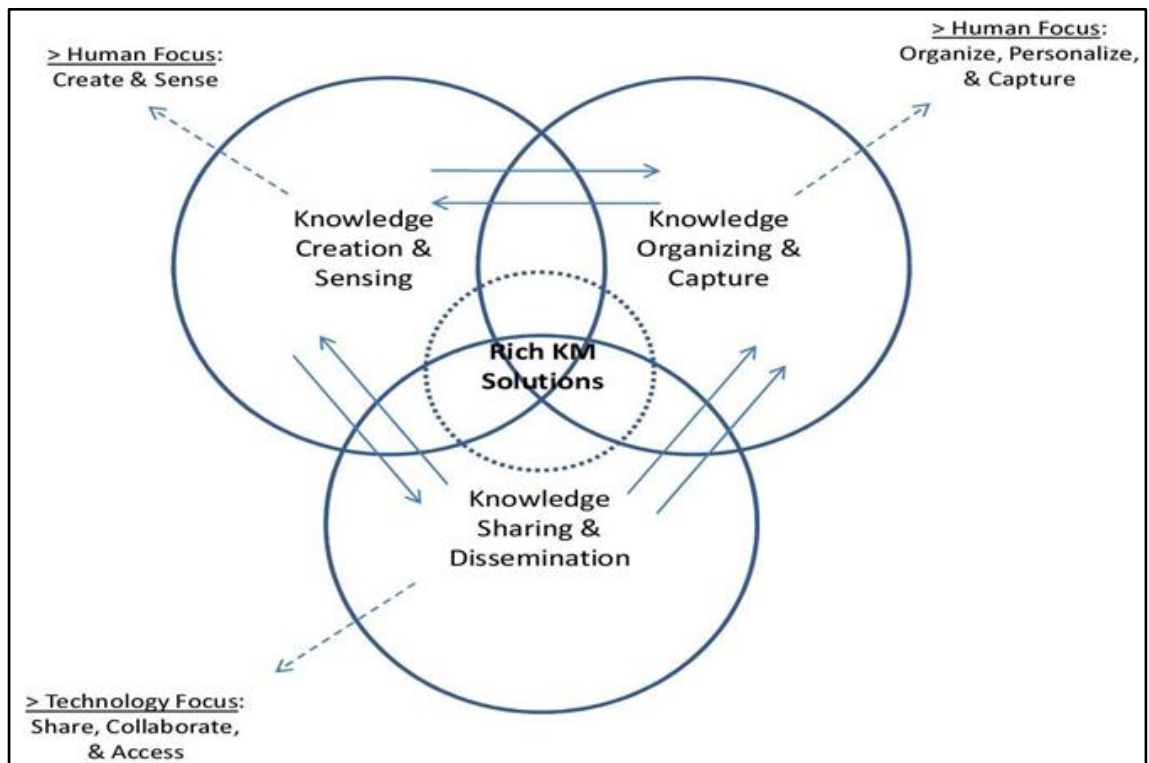 > Human Focus:
Create & Sense
> Human Focus:
Organize, Personalize,
& Capture
Knowledge
Creation &
Sensing
Knowledge
Organizing &
Capture
Rich KM
Solutions
Knowledge
Sharing &
Dissemination
> Technology Focus:
Share, Collaborate,
& Access